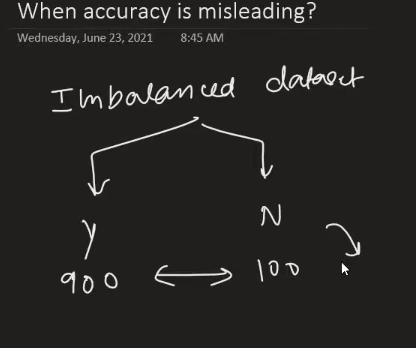 When accuracy is misleading?
Wednesday, June 23, 2021 8:45 AM
Imbalanced dataset
Y N
900 100